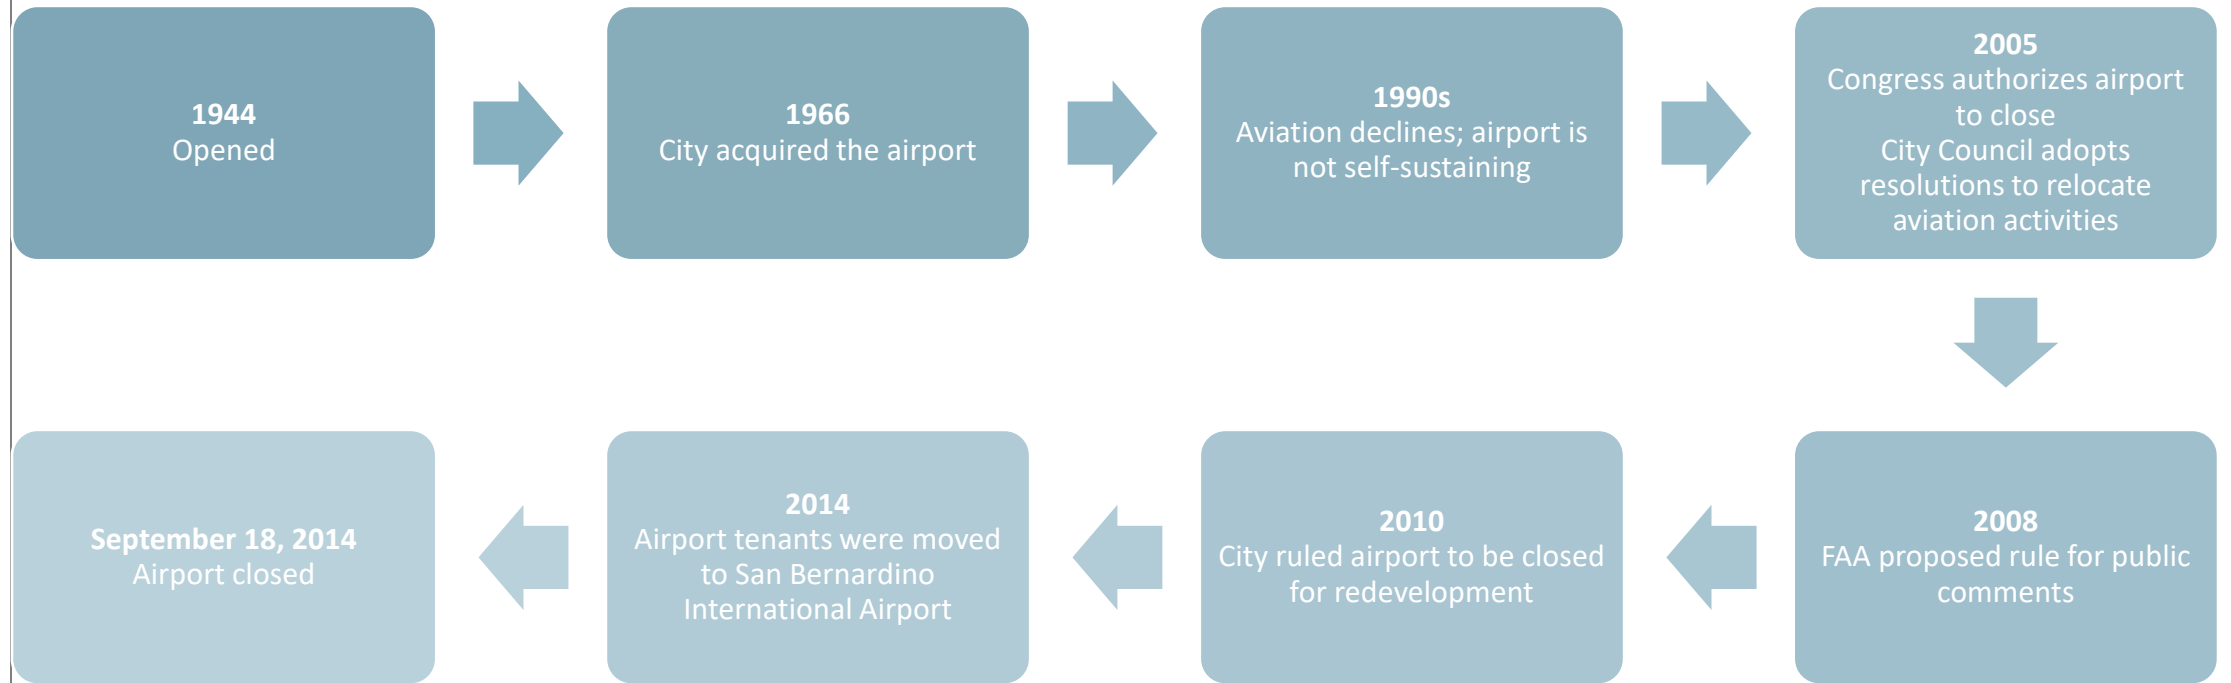 1944
Opened
1966
City acquired the airport
1990s
Aviation declines; airport is
not self-sustaining
2005
Congress authorizes airport
to close
City Council adopts
resolutions to relocate
aviation activities
2008
FAA proposed rule for public
comments
2010
City ruled airport to be closed
for redevelopment
2014
Airport tenants were moved
to San Bernardino
International Airport
September 18, 2014
Airport closed